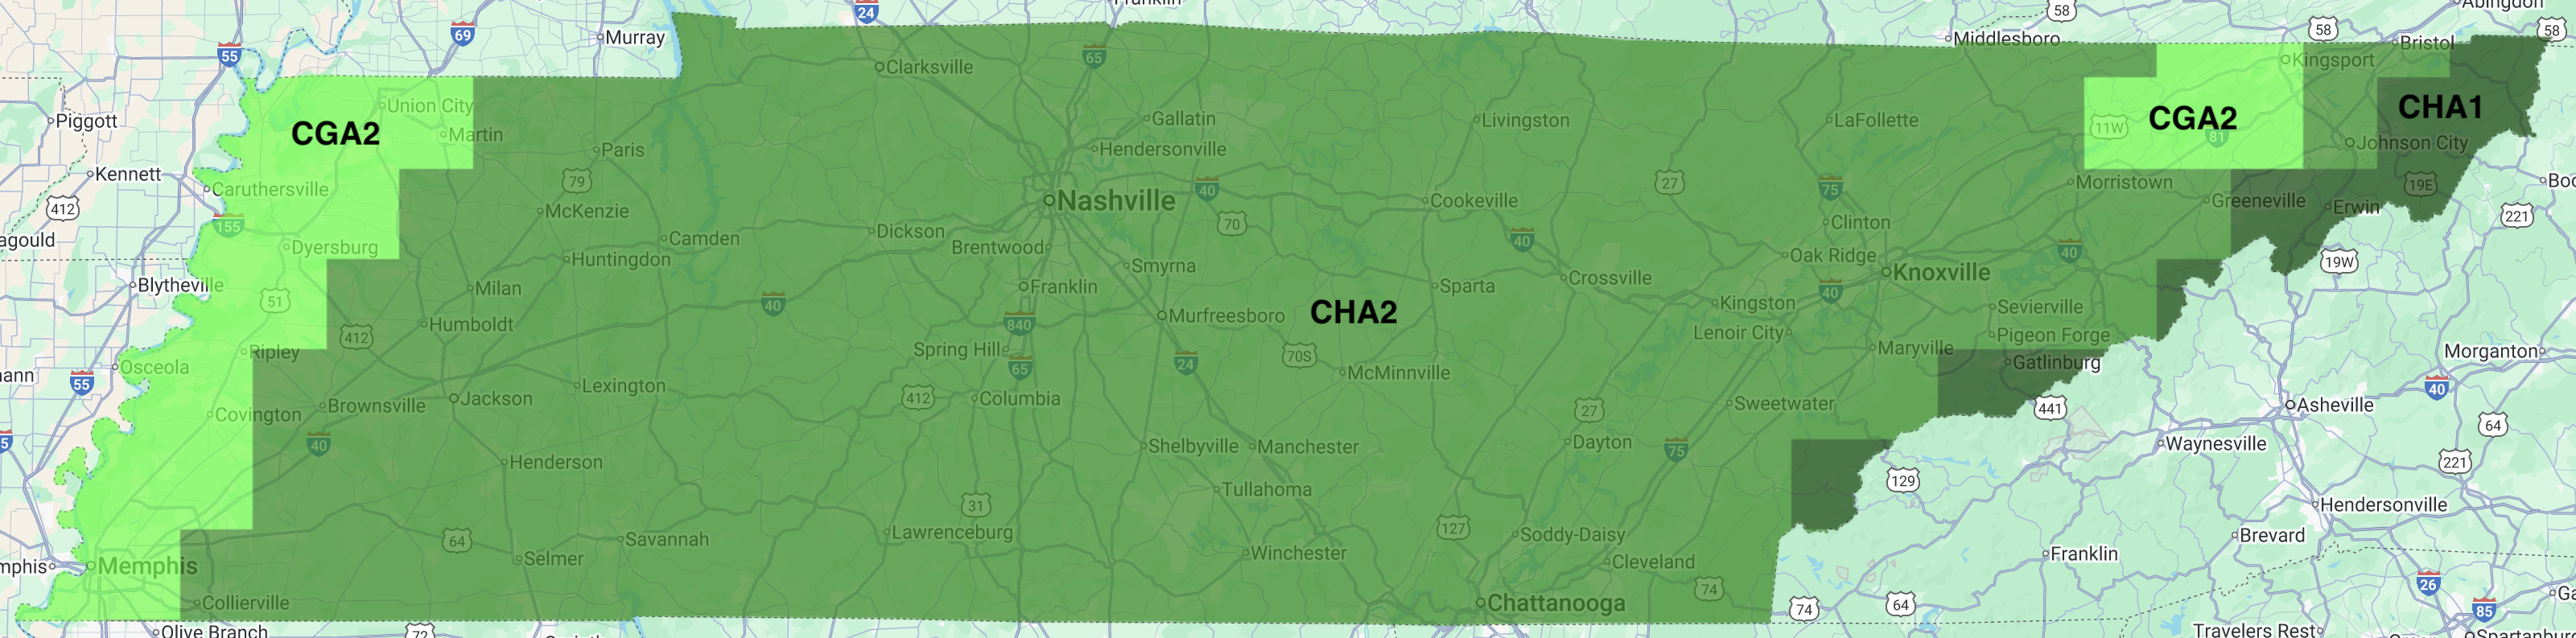 24
Franklin
58
Abingdon
55
69
Murray
65
Middlesboro
58
Bristol
58
Kingsport
Clarksville
Union City
CGA2
Martin
Piggott
Gallatin
Livingston
LaFollette
11W
CGA2
81
CHA1
Johnson City
Paris
Hendersonville
Kennett
Caruthersville
79
40
27
75
Morristown
19E
412
McKenzie
Nashville
70
Cookeville
Greeneville
Erwin
221
155
Clinton
agould
Dyersburg
Camden
Dickson
Brentwood
40
Oak Ridge
40
Huntingdon
Smyrna
19W
Blytheville
Milan
Franklin
Sparta
Crossville
Knoxville
51
40
Kingston
40
Sevierville
Humboldt
840
Murfreesboro
CHA2
Lenoir City
Pigeon Forge
412
Ripley
Spring Hill
70S
Maryville
Gatlinburg
Morganton
Osceola
65
24
McMinnville
55
Lexington
40
Covington
Brownsville
Jackson
412
Columbia
27
Sweetwater
441
Asheville
40
Shelbyville
Manchester
Dayton
75
Waynesville
64
Henderson
221
Tullahoma
129
31
Hendersonville
64
Savannah
Lawrenceburg
127
Soddy-Daisy
Brevard
Selmer
Winchester
Cleveland
Franklin
mphis
Memphis
74
26
Collierville
Chattanooga
74
64
85
Olive Branch
72
Travelers Rest
Spartanbur